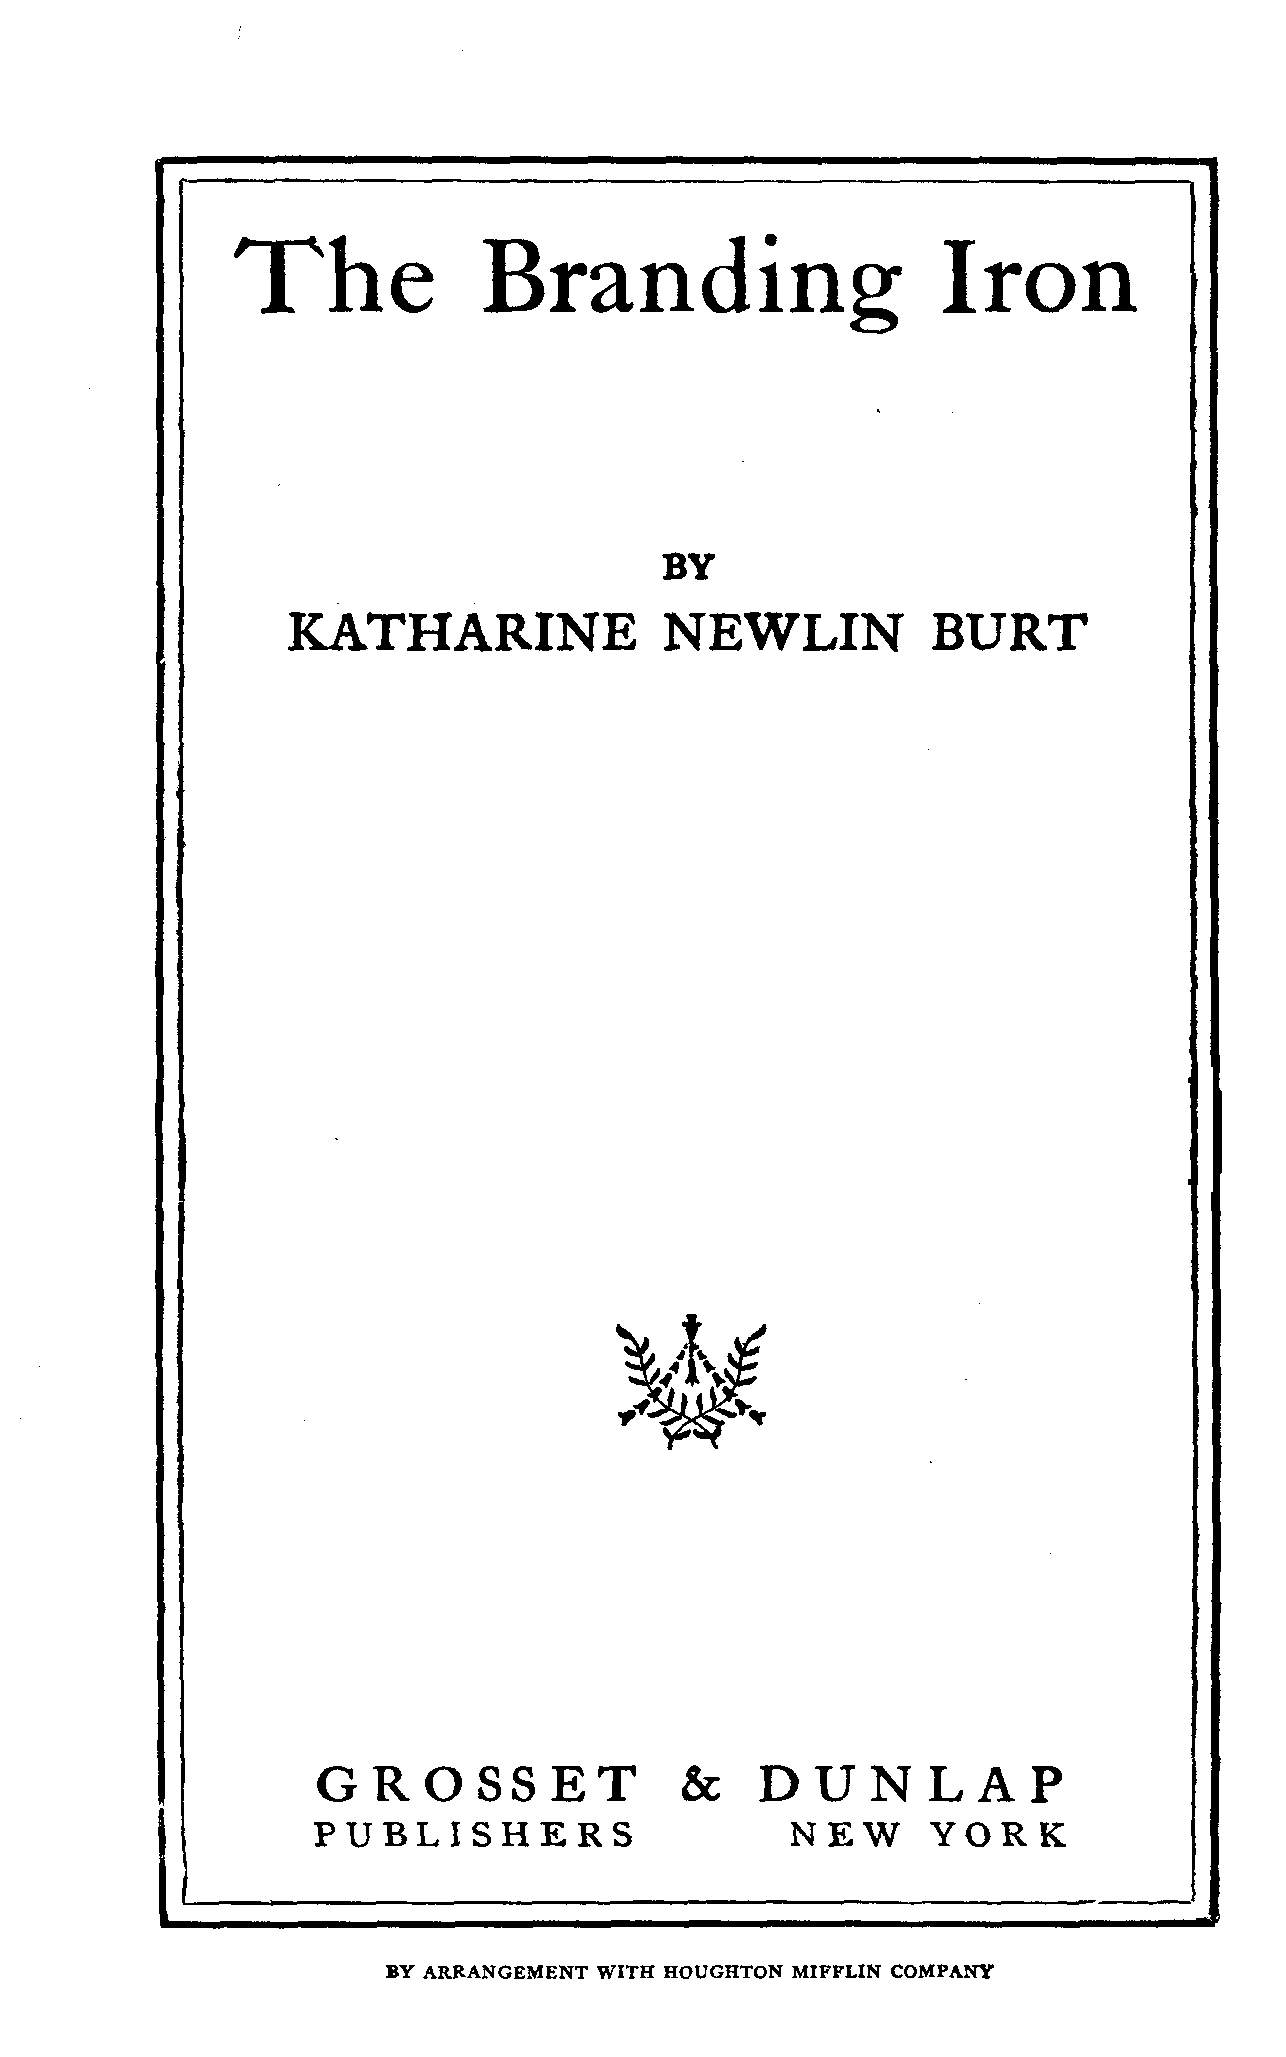 The Branding Iron
BY
KATHARINE NEWLIN BURT
GROSSET & DUNLAP
PUBLISHERS NEW YORK
BY ARRANGEMENT WITH HOUGHTON MIFFLIN COMPANY